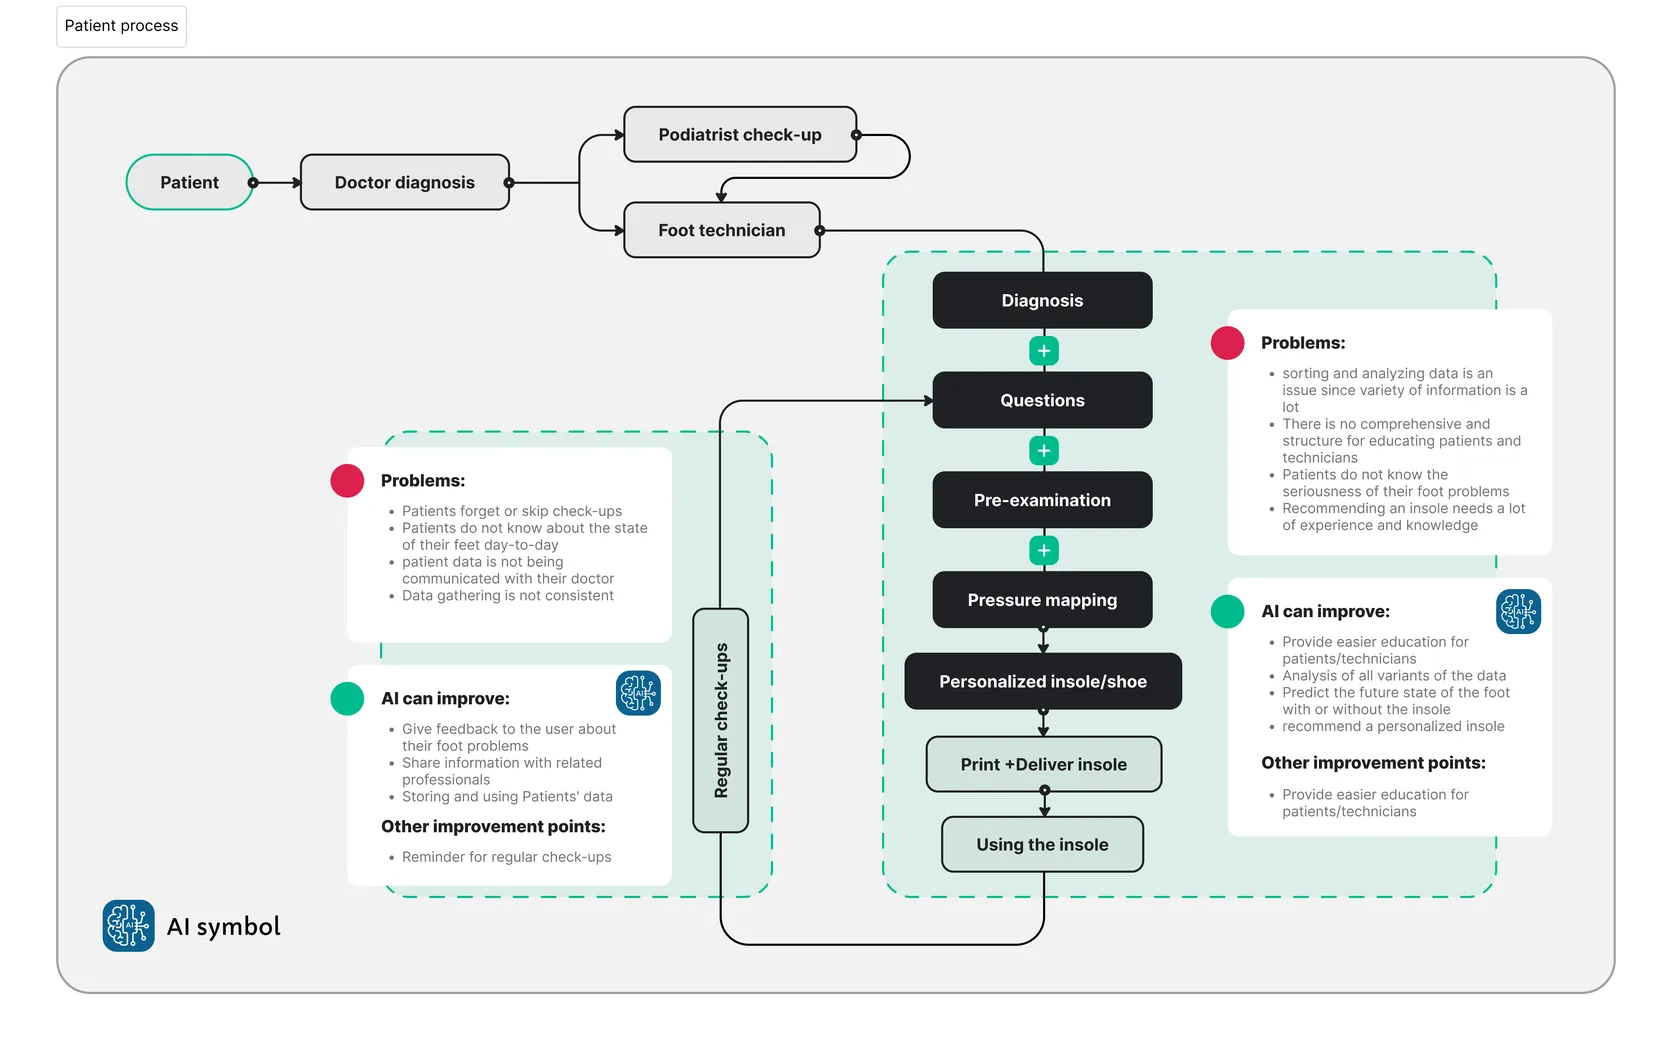 Patient process
Patient
Doctor diagnosis
Podiatrist check-up
Foot technician
Diagnosis
+
Questions
+
Pre-examination
+
Pressure mapping
Personalized insole/shoe
Print +Deliver insole
Using the insole
Regular check-ups
Problems:
• Patients forget or skip check-ups
• Patients do not know about the state
of their feet day-to-day
• patient data is not being
communicated with their doctor
• Data gathering is not consistent
AI can improve:
AI
• Give feedback to the user about
their foot problems
• Share information with related
professionals
• Storing and using Patients' data
Other improvement points:
• Reminder for regular check-ups
Problems:
• sorting and analyzing data is an
issue since variety of information is a
lot
• There is no comprehensive and
structure for educating patients and
technicians
• Patients do not know the
seriousness of their foot problems
• Recommending an insole needs a lot
of experience and knowledge
AI can improve:
AI
• Provide easier education for
patients/technicians
• Analysis of all variants of the data
• Predict the future state of the foot
with or without the insole
• recommend a personalized insole
Other improvement points:
• Provide easier education for
patients/technicians
AI
AI symbol